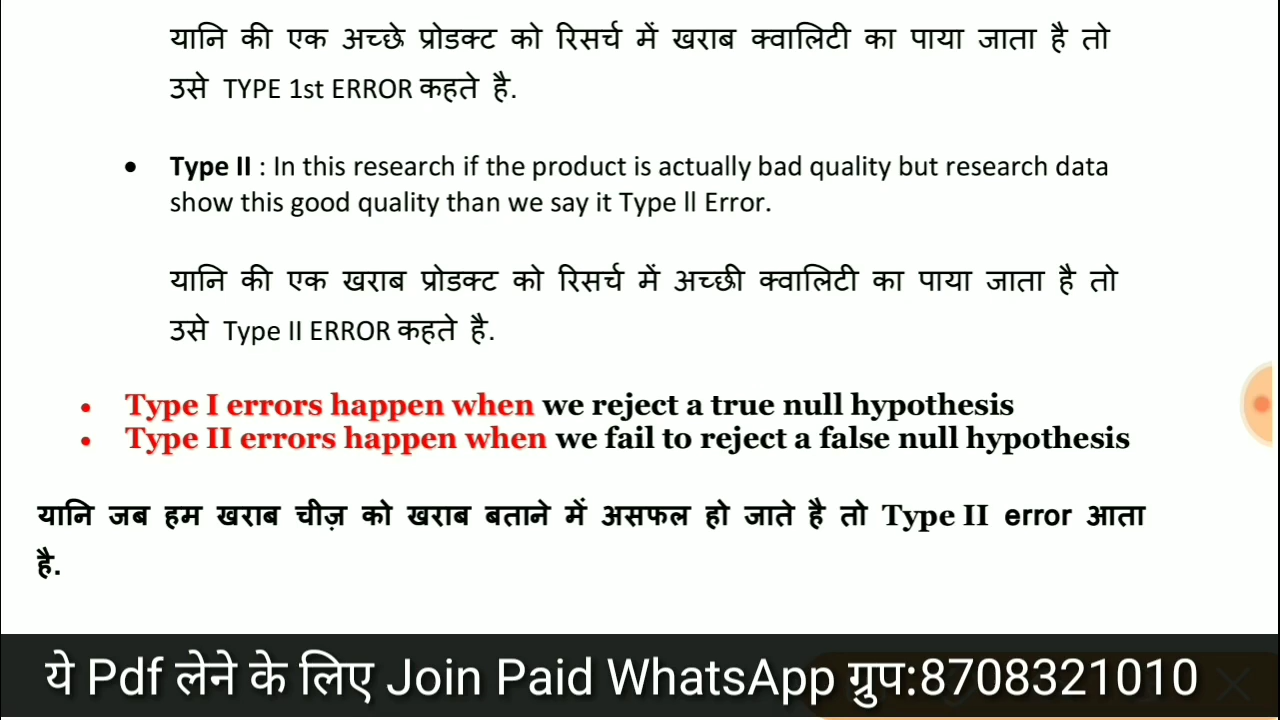 यानि की एक अच्छे प्रोडक्ट को रिसर्च में खराब क्वालिटी का पाया जाता है तो
उसे TYPE 1st ERROR कहते है.
• Type II : In this research if the product is actually bad quality but research data
show this good quality than we say it Type ll Error.
यानि की एक खराब प्रोडक्ट को रिसर्च में अच्छी क्वालिटी का पाया जाता है तो
उसे Type II ERROR कहते है.
• Type I errors happen when we reject a true null hypothesis
• Type II errors happen when we fail to reject a false null hypothesis
यानि जब हम खराब चीज़ को खराब बताने में असफल हो जाते है तो Type II error आता
है.
ये Pdf लेने के लिए Join Paid WhatsApp ग्रुप:8708321010